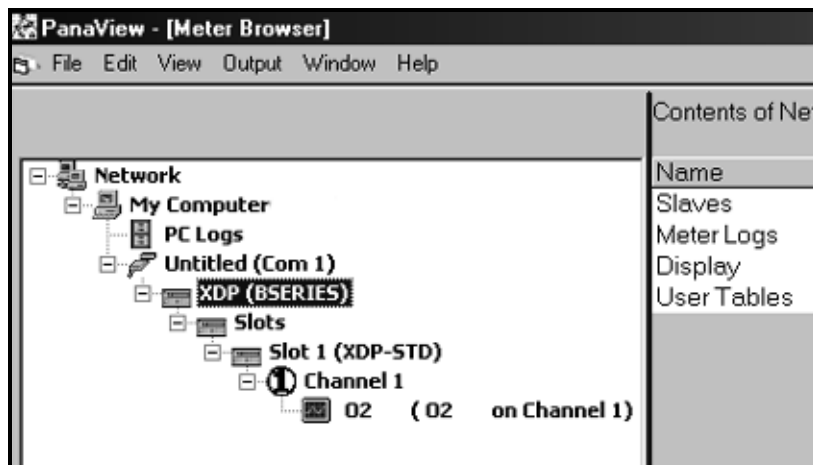 PanaView - [Meter Browser]
File Edit View Output Window Help
Contents of Ne
Network
My Computer
PC Logs
Untitled (Com 1)
XDP (BSERIES)
Slots
Slot 1 (XDP-STD)
1 Channel 1
O2 ( O2 on Channel 1)
Name
Slaves
Meter Logs
Display
User Tables